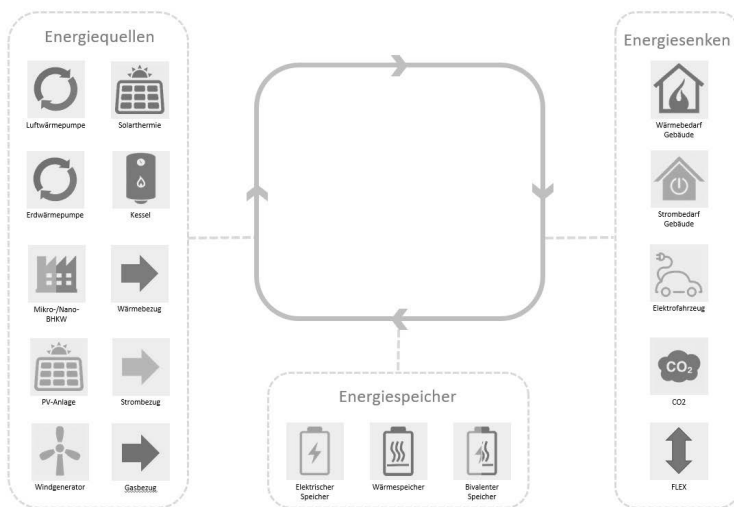 Energiequellen
Luftwärmepumpe
Solarthermie
Erdwärmepumpe
Kessel
Mikro-/Nano-
BHKW
Wärmebezug
PV-Anlage
Strombezug
Windgenerator
Gasbezug
Energiespeicher
Elektrischer
Speicher
Wärmespeicher
Bivalenter
Speicher
Energiesenken
Wärmebedarf
Gebäude
Strombedarf
Gebäude
Elektrofahrzeug
CO₂
CO2
FLEX